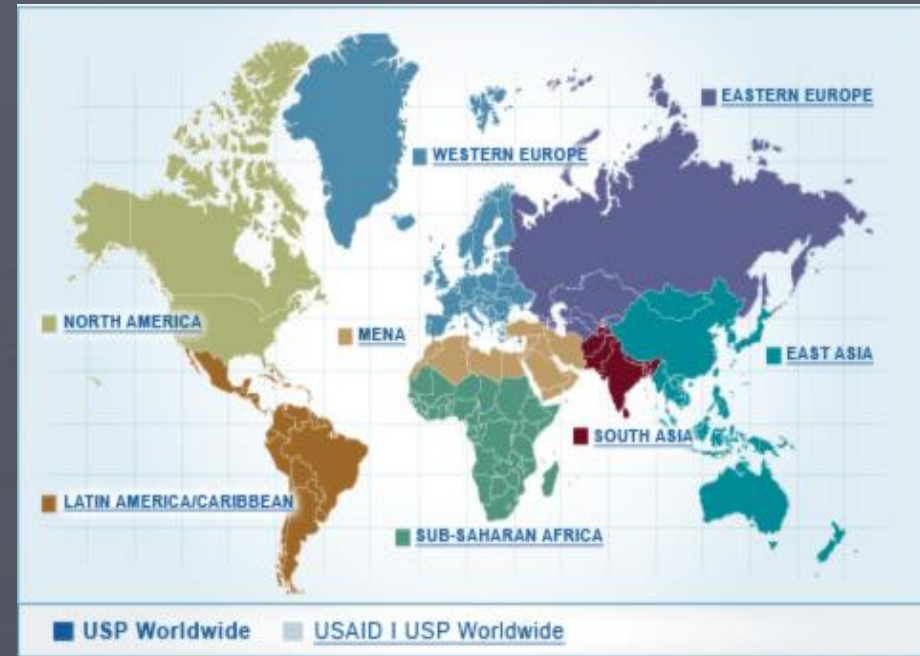 EASTERN EUROPE
WESTERN EUROPE
NORTH AMERICA
MENA
EAST ASIA
SOUTH ASIA
LATIN AMERICA/CARIBBEAN
SUB-SAHARAN AFRICA
USP Worldwide USAID I USP Worldwide